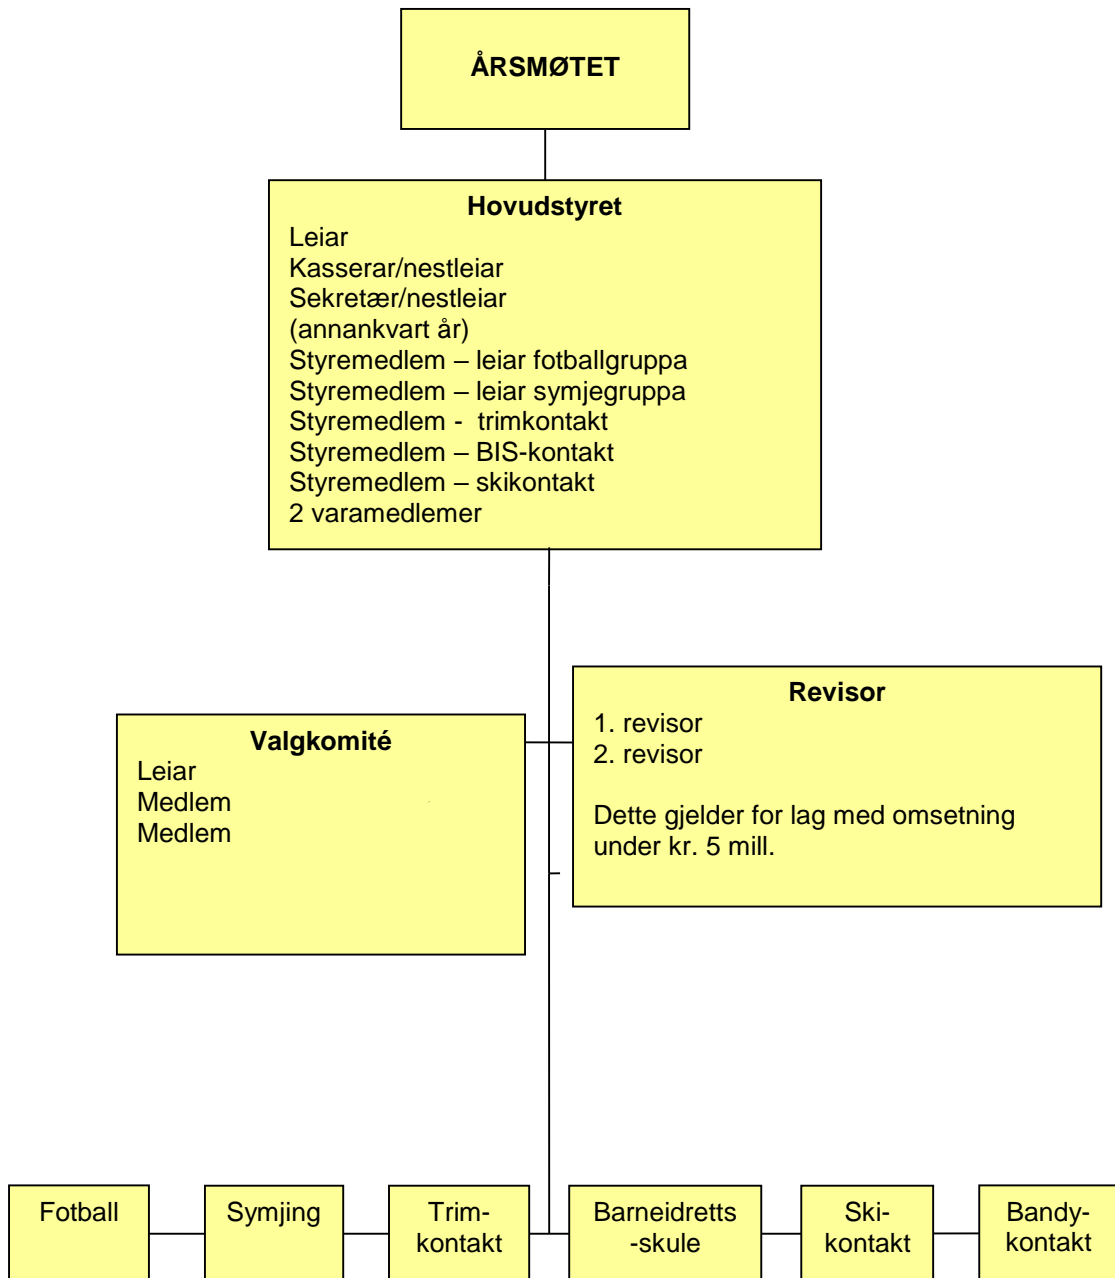 ÅRSMØTET
Hovudstyret
Leiar
Kasserar/nestleiar
Sekretær/nestleiar
(annankvart år)
Styremedlem – leiar fotballgruppa
Styremedlem – leiar symjegruppa
Styremedlem - trimkontakt
Styremedlem – BIS-kontakt
Styremedlem – skikontakt
2 varamedlemer
Valgkomité
Leiar
Medlem
Medlem
Revisor
1. revisor
2. revisor
Dette gjelder for lag med omsetning
under kr. 5 mill.
Fotball
Symjing
Trim-
kontakt
Barneidretts
-skule
Ski-
kontakt
Bandy-
kontakt